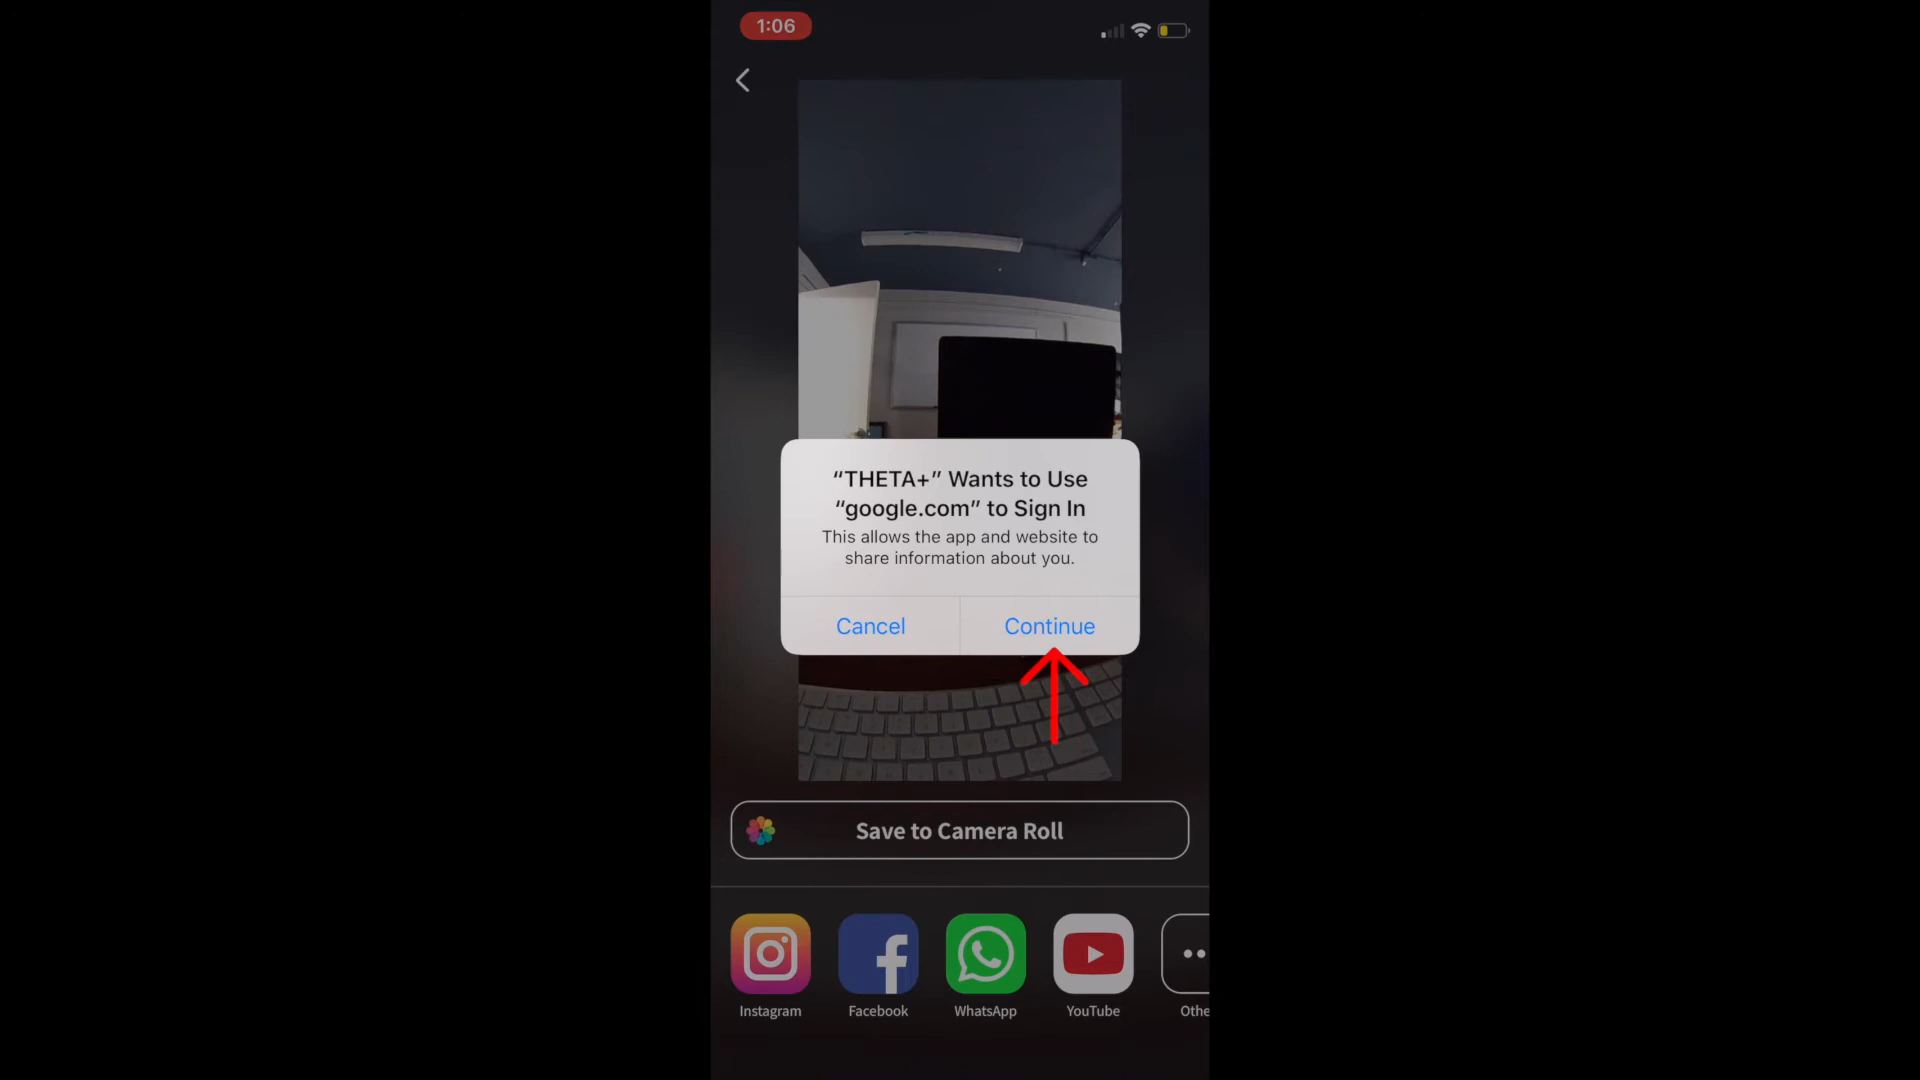 1:06
“THETA+” Wants to Use
“google.com” to Sign In
This allows the app and website to
share information about you.
Cancel
Continue
Save to Camera Roll
Instagram
Facebook
WhatsApp
YouTube
Othe